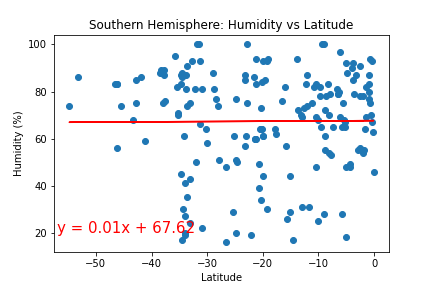 Southern Hemisphere: Humidity vs Latitude
100
80
60
40
20
Humidity (%)
y = 0.01x + 67.62
−50
−40
−30
−20
−10
0
Latitude